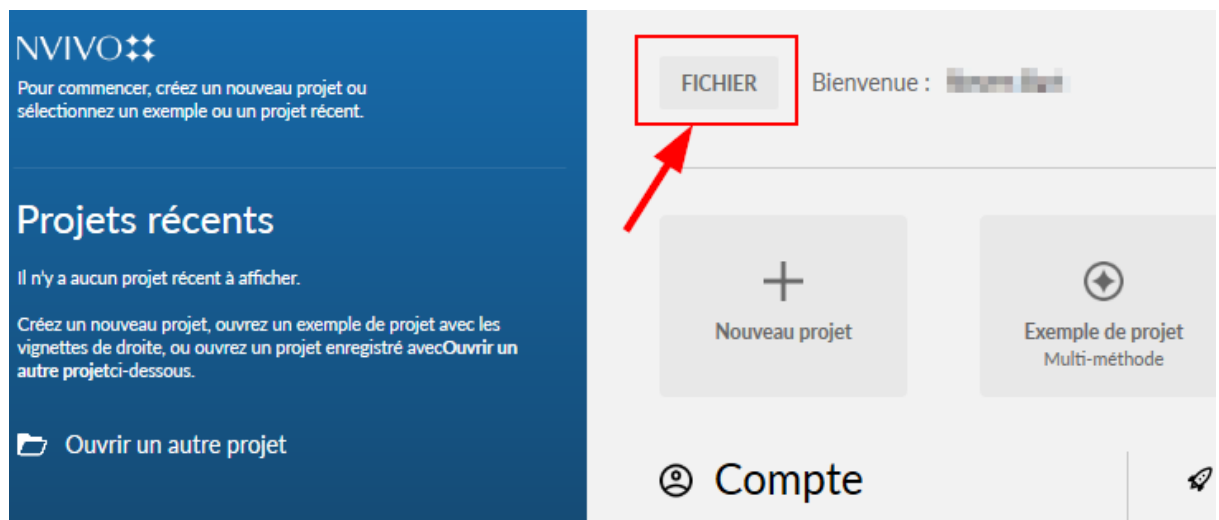 NVIVO
Pour commencer, créez un nouveau projet ou
sélectionnez un exemple ou un projet récent.
Projets récents
Il n'y a aucun projet récent à afficher.
Créez un nouveau projet, ouvrez un exemple de projet avec les
vignettes de droite, ou ouvrez un projet enregistré avecOuvrir un
autre projetci-dessous.
Ouvrir un autre projet
FICHIER
Bienvenue :
Nouveau projet
Exemple de projet
Multi-méthode
Compte